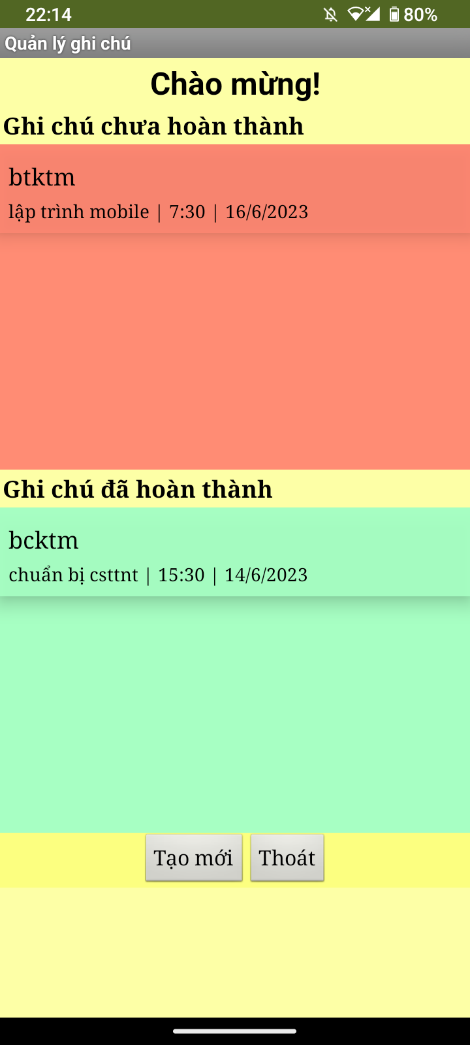 22:14 80%
Quản lý ghi chú
Chào mừng!
Ghi chú chưa hoàn thành
btktm
lập trình mobile | 7:30 | 16/6/2023
Ghi chú đã hoàn thành
bcktm
chuẩn bị csttnt | 15:30 | 14/6/2023
Tạo mới Thoát